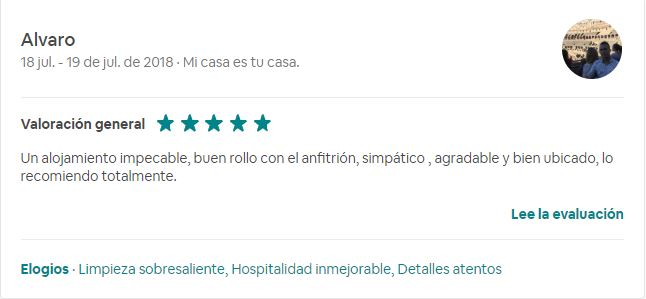 Alvaro
18 jul. - 19 de jul. de 2018 · Mi casa es tu casa.
Valoración general
Un alojamiento impecable, buen rollo con el anfitrión, simpático , agradable y bien ubicado, lo
recomiendo totalmente.
Lee la evaluación
Elogios · Limpieza sobresaliente, Hospitalidad inmejorable, Detalles atentos